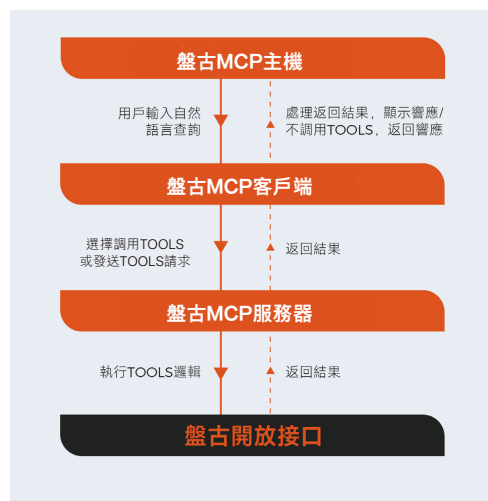 盤古MCP主機
用戶輸入自然
語言查詢
處理返回結果，顯示響應/
不調用TOOLS，返回響應
盤古MCP客戶端
選擇調用TOOLS
或發送TOOLS請求
返回結果
盤古MCP服務器
執行TOOLS邏輯
返回結果
盤古開放接口